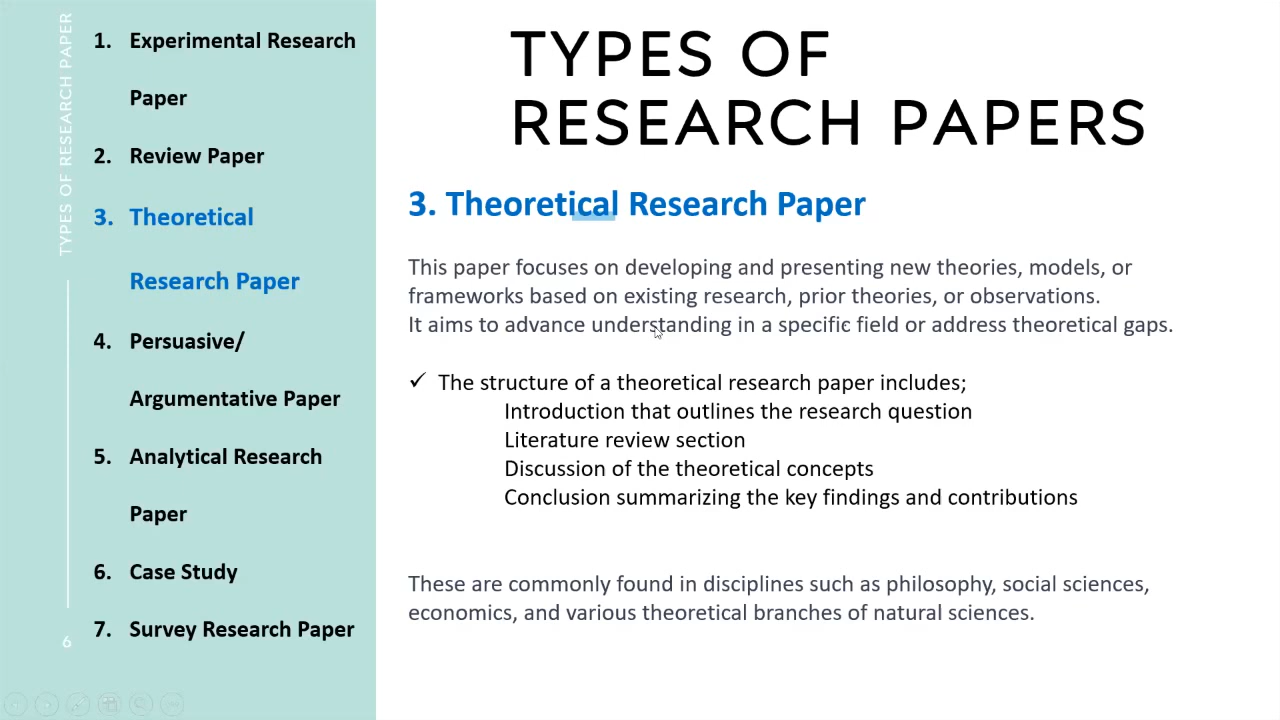 TYPES OF RESEARCH PAPER
1. Experimental Research
Paper
2. Review Paper
3. Theoretical
Research Paper
4. Persuasive/
Argumentative Paper
5. Analytical Research
Paper
6. Case Study
7. Survey Research Paper
6
TYPES OF
RESEARCH PAPERS
3. Theoretical Research Paper
This paper focuses on developing and presenting new theories, models, or
frameworks based on existing research, prior theories, or observations.
It aims to advance understanding in a specific field or address theoretical gaps.
✓ The structure of a theoretical research paper includes;
Introduction that outlines the research question
Literature review section
Discussion of the theoretical concepts
Conclusion summarizing the key findings and contributions
These are commonly found in disciplines such as philosophy, social sciences,
economics, and various theoretical branches of natural sciences.